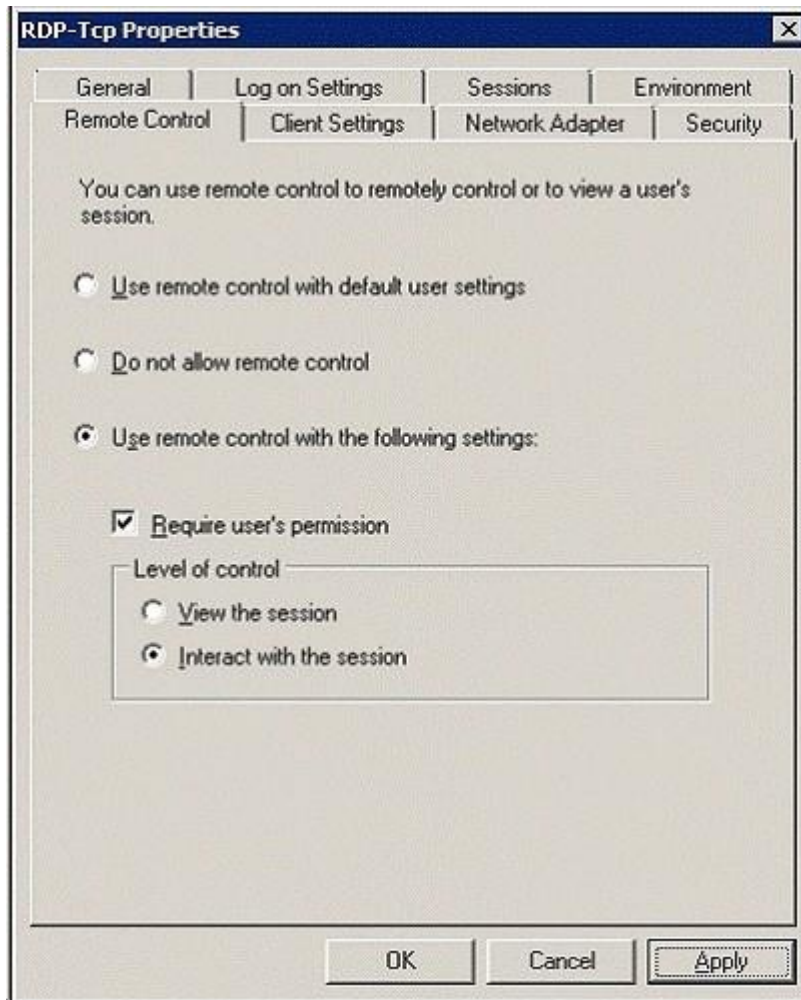 RDP-Tcp Properties
General
Log on Settings
Sessions
Environment
Remote Control
Client Settings
Network Adapter
Security
You can use remote control to remotely control or to view a user's
session.
Use remote control with default user settings
Do not allow remote control
Use remote control with the following settings:
Require user's permission
Level of control
View the session
Interact with the session
OK
Cancel
Apply